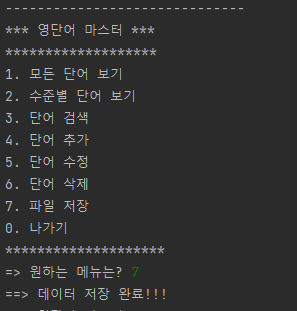 ------------------------------
*** 영단어 마스터 ***
*******************
1. 모든 단어 보기
2. 수준별 단어 보기
3. 단어 검색
4. 단어 추가
5. 단어 수정
6. 단어 삭제
7. 파일 저장
0. 나가기
********************
=> 원하는 메뉴는? 7
==> 데이터 저장 완료!!!